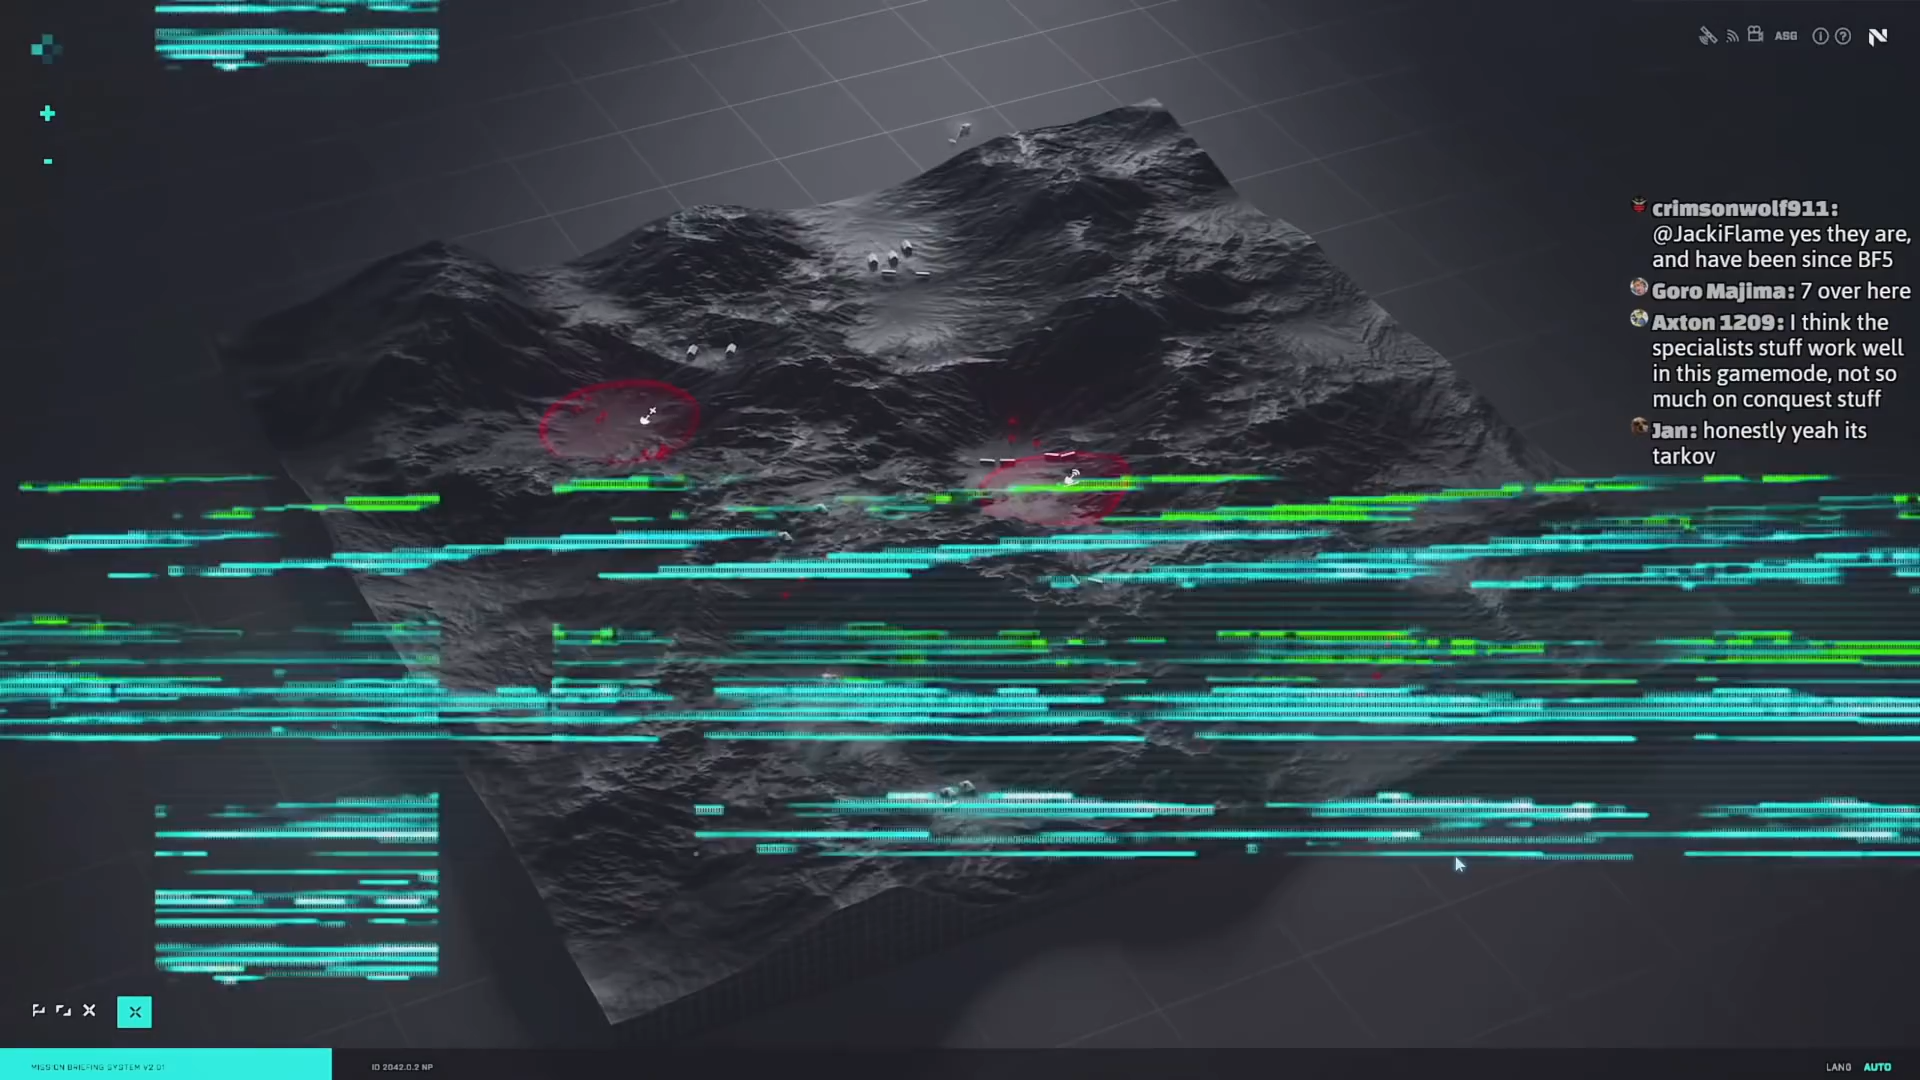 ASG
crimsonwolf911:
@JackiFlame yes they are,
and have been since BF5
Goro Majima: 7 over here
Axton 1209: I think the
specialists stuff work well
in this gamemode, not so
much on conquest stuff
Jan: honestly yeah its
tarkov
MISSION BRIEFING SYSTEM V2.01
ID 2042.0.2 NP
LANG AUTO